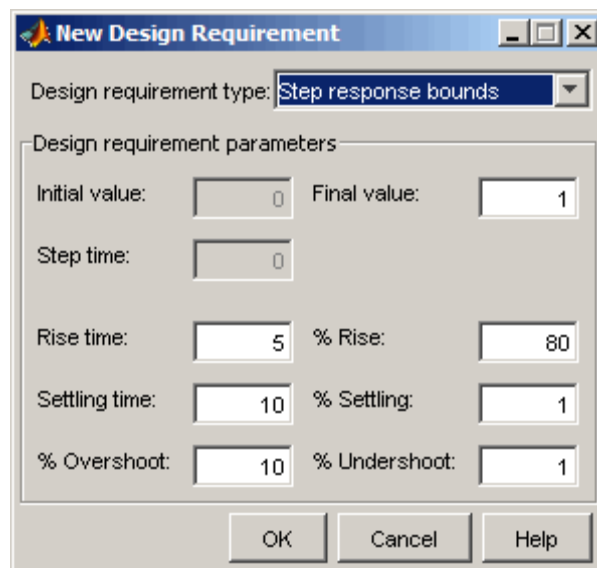 New Design Requirement
Design requirement type: Step response bounds
Design requirement parameters
Initial value: 0 Final value: 1
Step time: 0
Rise time: 5 % Rise: 80
Settling time: 10 % Settling: 1
% Overshoot: 10 % Undershoot: 1
OK Cancel Help